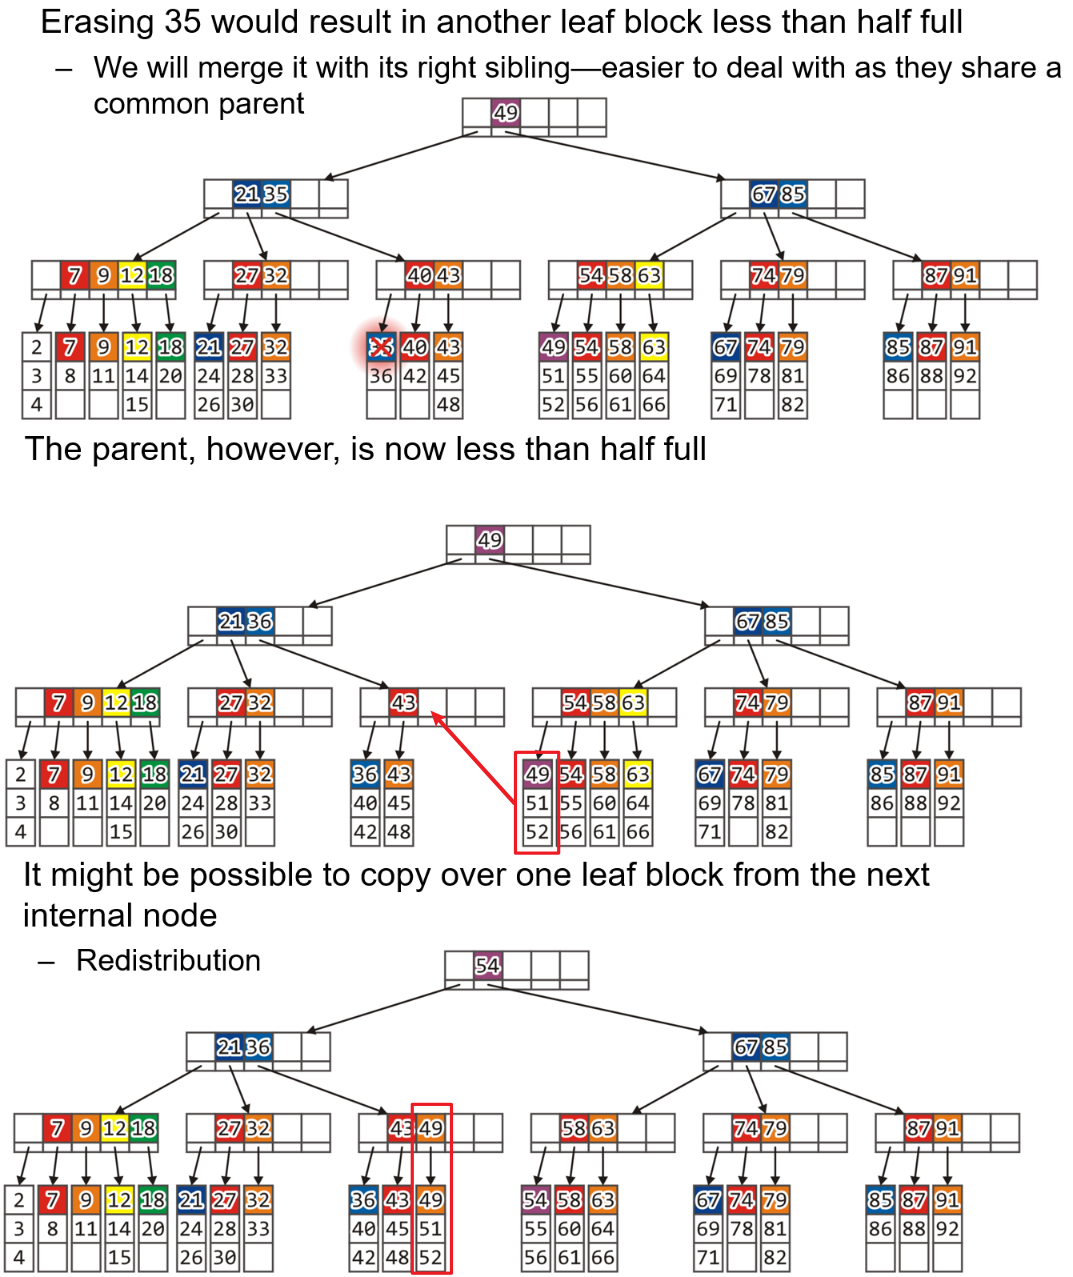 Erasing 35 would result in another leaf block less than half full
– We will merge it with its right sibling—easier to deal with as they share a
common parent
49
21 35 67 85
7 9 12 18 27 32 40 43 54 58 63 74 79 87 91
2 7 9 12 18 21 27 32 35 40 43 49 54 58 63 67 74 79 85 87 91
3 8 11 14 20 24 28 33 36 42 45 51 55 60 64 69 78 81 86 88 92
4 15 26 30 48 52 56 61 66 71 82
The parent, however, is now less than half full
49
21 36 67 85
7 9 12 18 27 32 43 54 58 63 74 79 87 91
2 7 9 12 18 21 27 32 36 43 49 54 58 63 67 74 79 85 87 91
3 8 11 14 20 24 28 33 40 45 51 55 60 64 69 78 81 86 88 92
4 15 26 30 42 48 52 56 61 66 71 82
It might be possible to copy over one leaf block from the next
internal node
– Redistribution
54
21 36 67 85
7 9 12 18 27 32 43 49 58 63 74 79 87 91
2 7 9 12 18 21 27 32 36 43 49 54 58 63 67 74 79 85 87 91
3 8 11 14 20 24 28 33 40 45 51 55 60 64 69 78 81 86 88 92
4 15 26 30 42 48 52 56 61 66 71 82